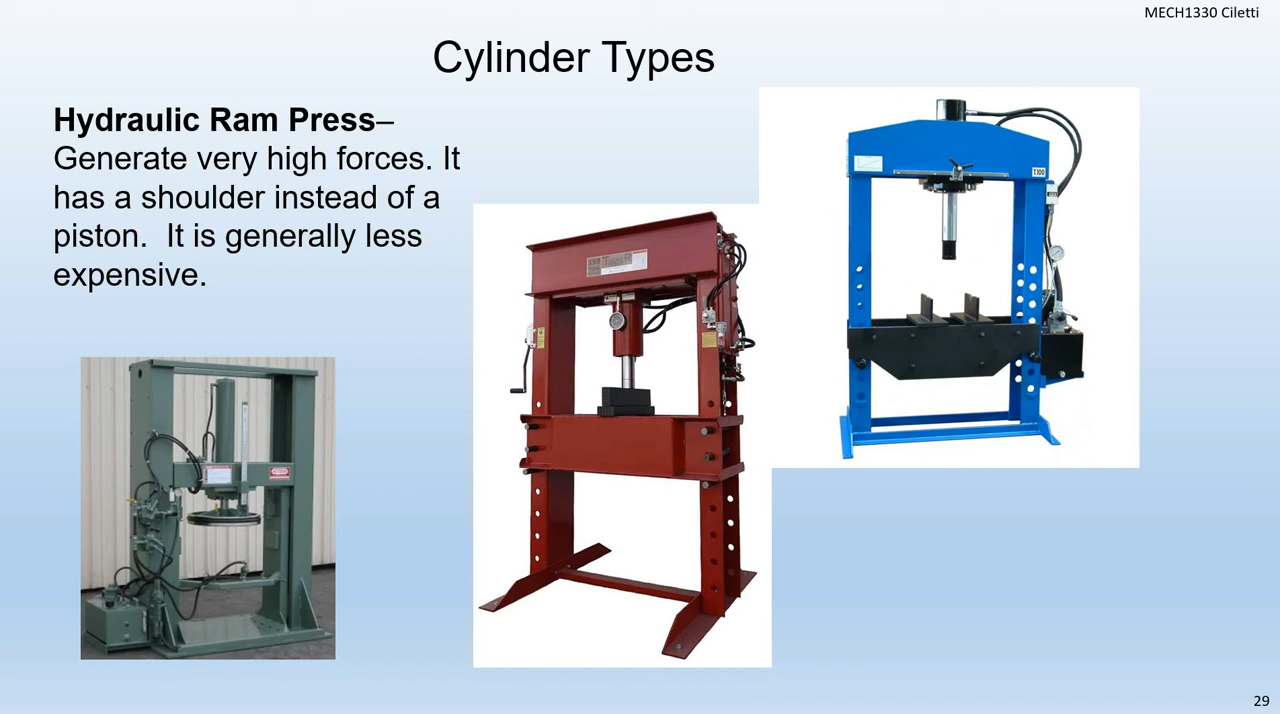 MECH1330 Ciletti
Cylinder Types
Hydraulic Ram Press–
Generate very high forces. It
has a shoulder instead of a
piston.  It is generally less
expensive.
T100
29